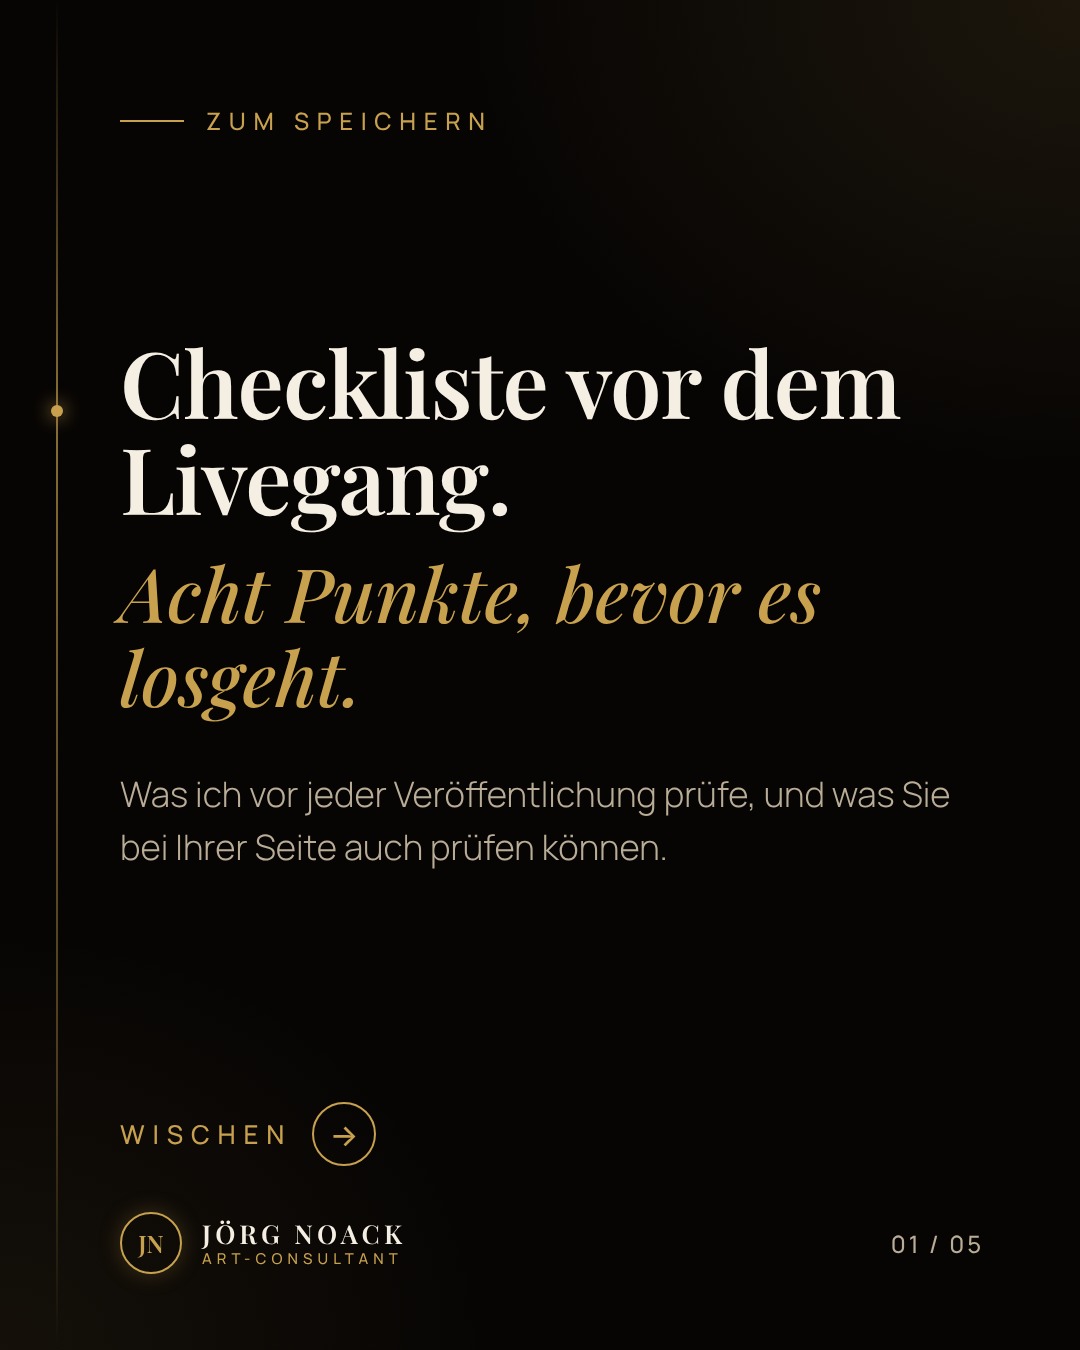 ZUM SPEICHERN
Checkliste vor dem
Livegang.
Acht Punkte, bevor es
losgeht.
Was ich vor jeder Veröffentlichung prüfe, und was Sie
bei Ihrer Seite auch prüfen können.
WISCHEN →
JN
JÖRG NOACK
ART-CONSULTANT
01 / 05